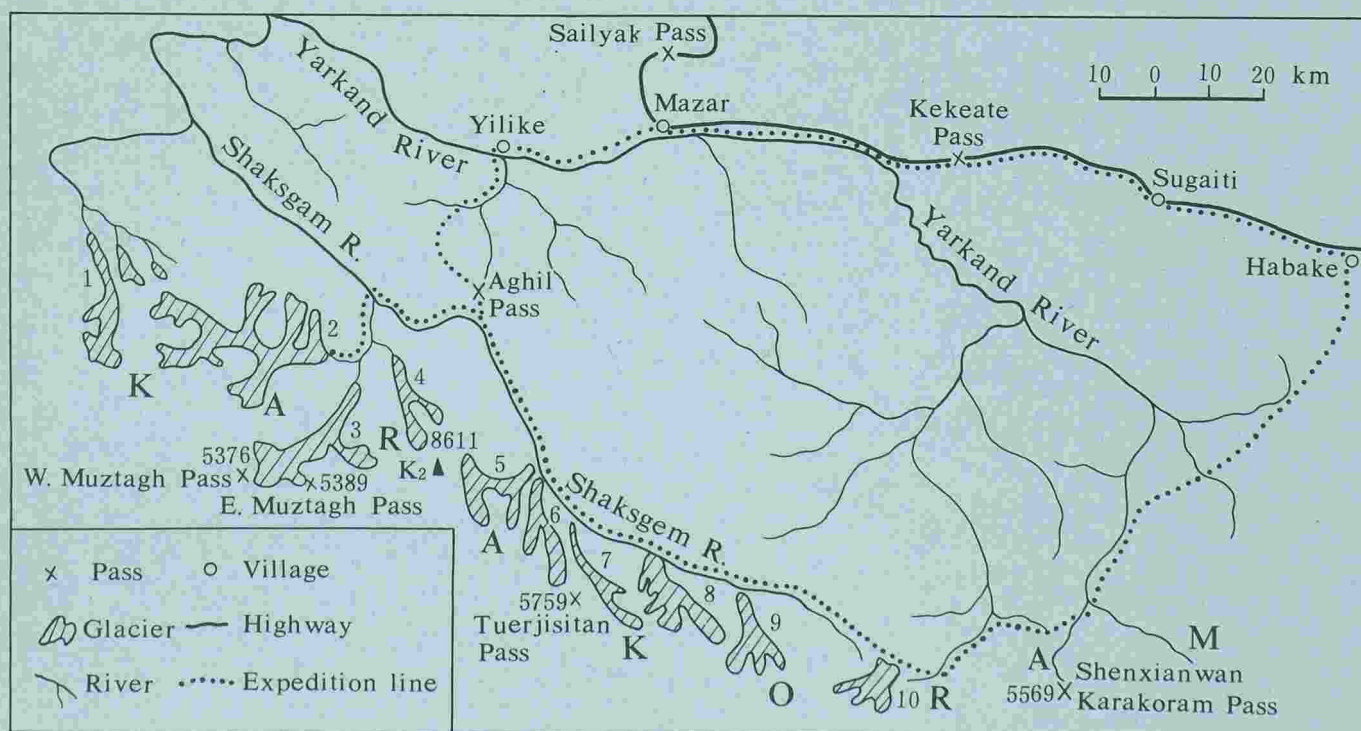 Sailyak Pass
10 0 10 20 km
Yarkand River
Mazar
Kekeate
Pass
Yilike
Shaksgam R.
Sugaiti
Yarkand River
Habake
1
Aghil
Pass
2
K
A
4
3
R
8611
5376
K2
W. Muztagh Pass
5389
E. Muztagh Pass
5
Shaksgem R.
6
A
7
8
5759
Tuerjisitan
Pass
K
9
O
M
A
Shenxianwan
10 R
5569
Karakoram Pass
Pass
Village
Glacier
Highway
River
Expedition line